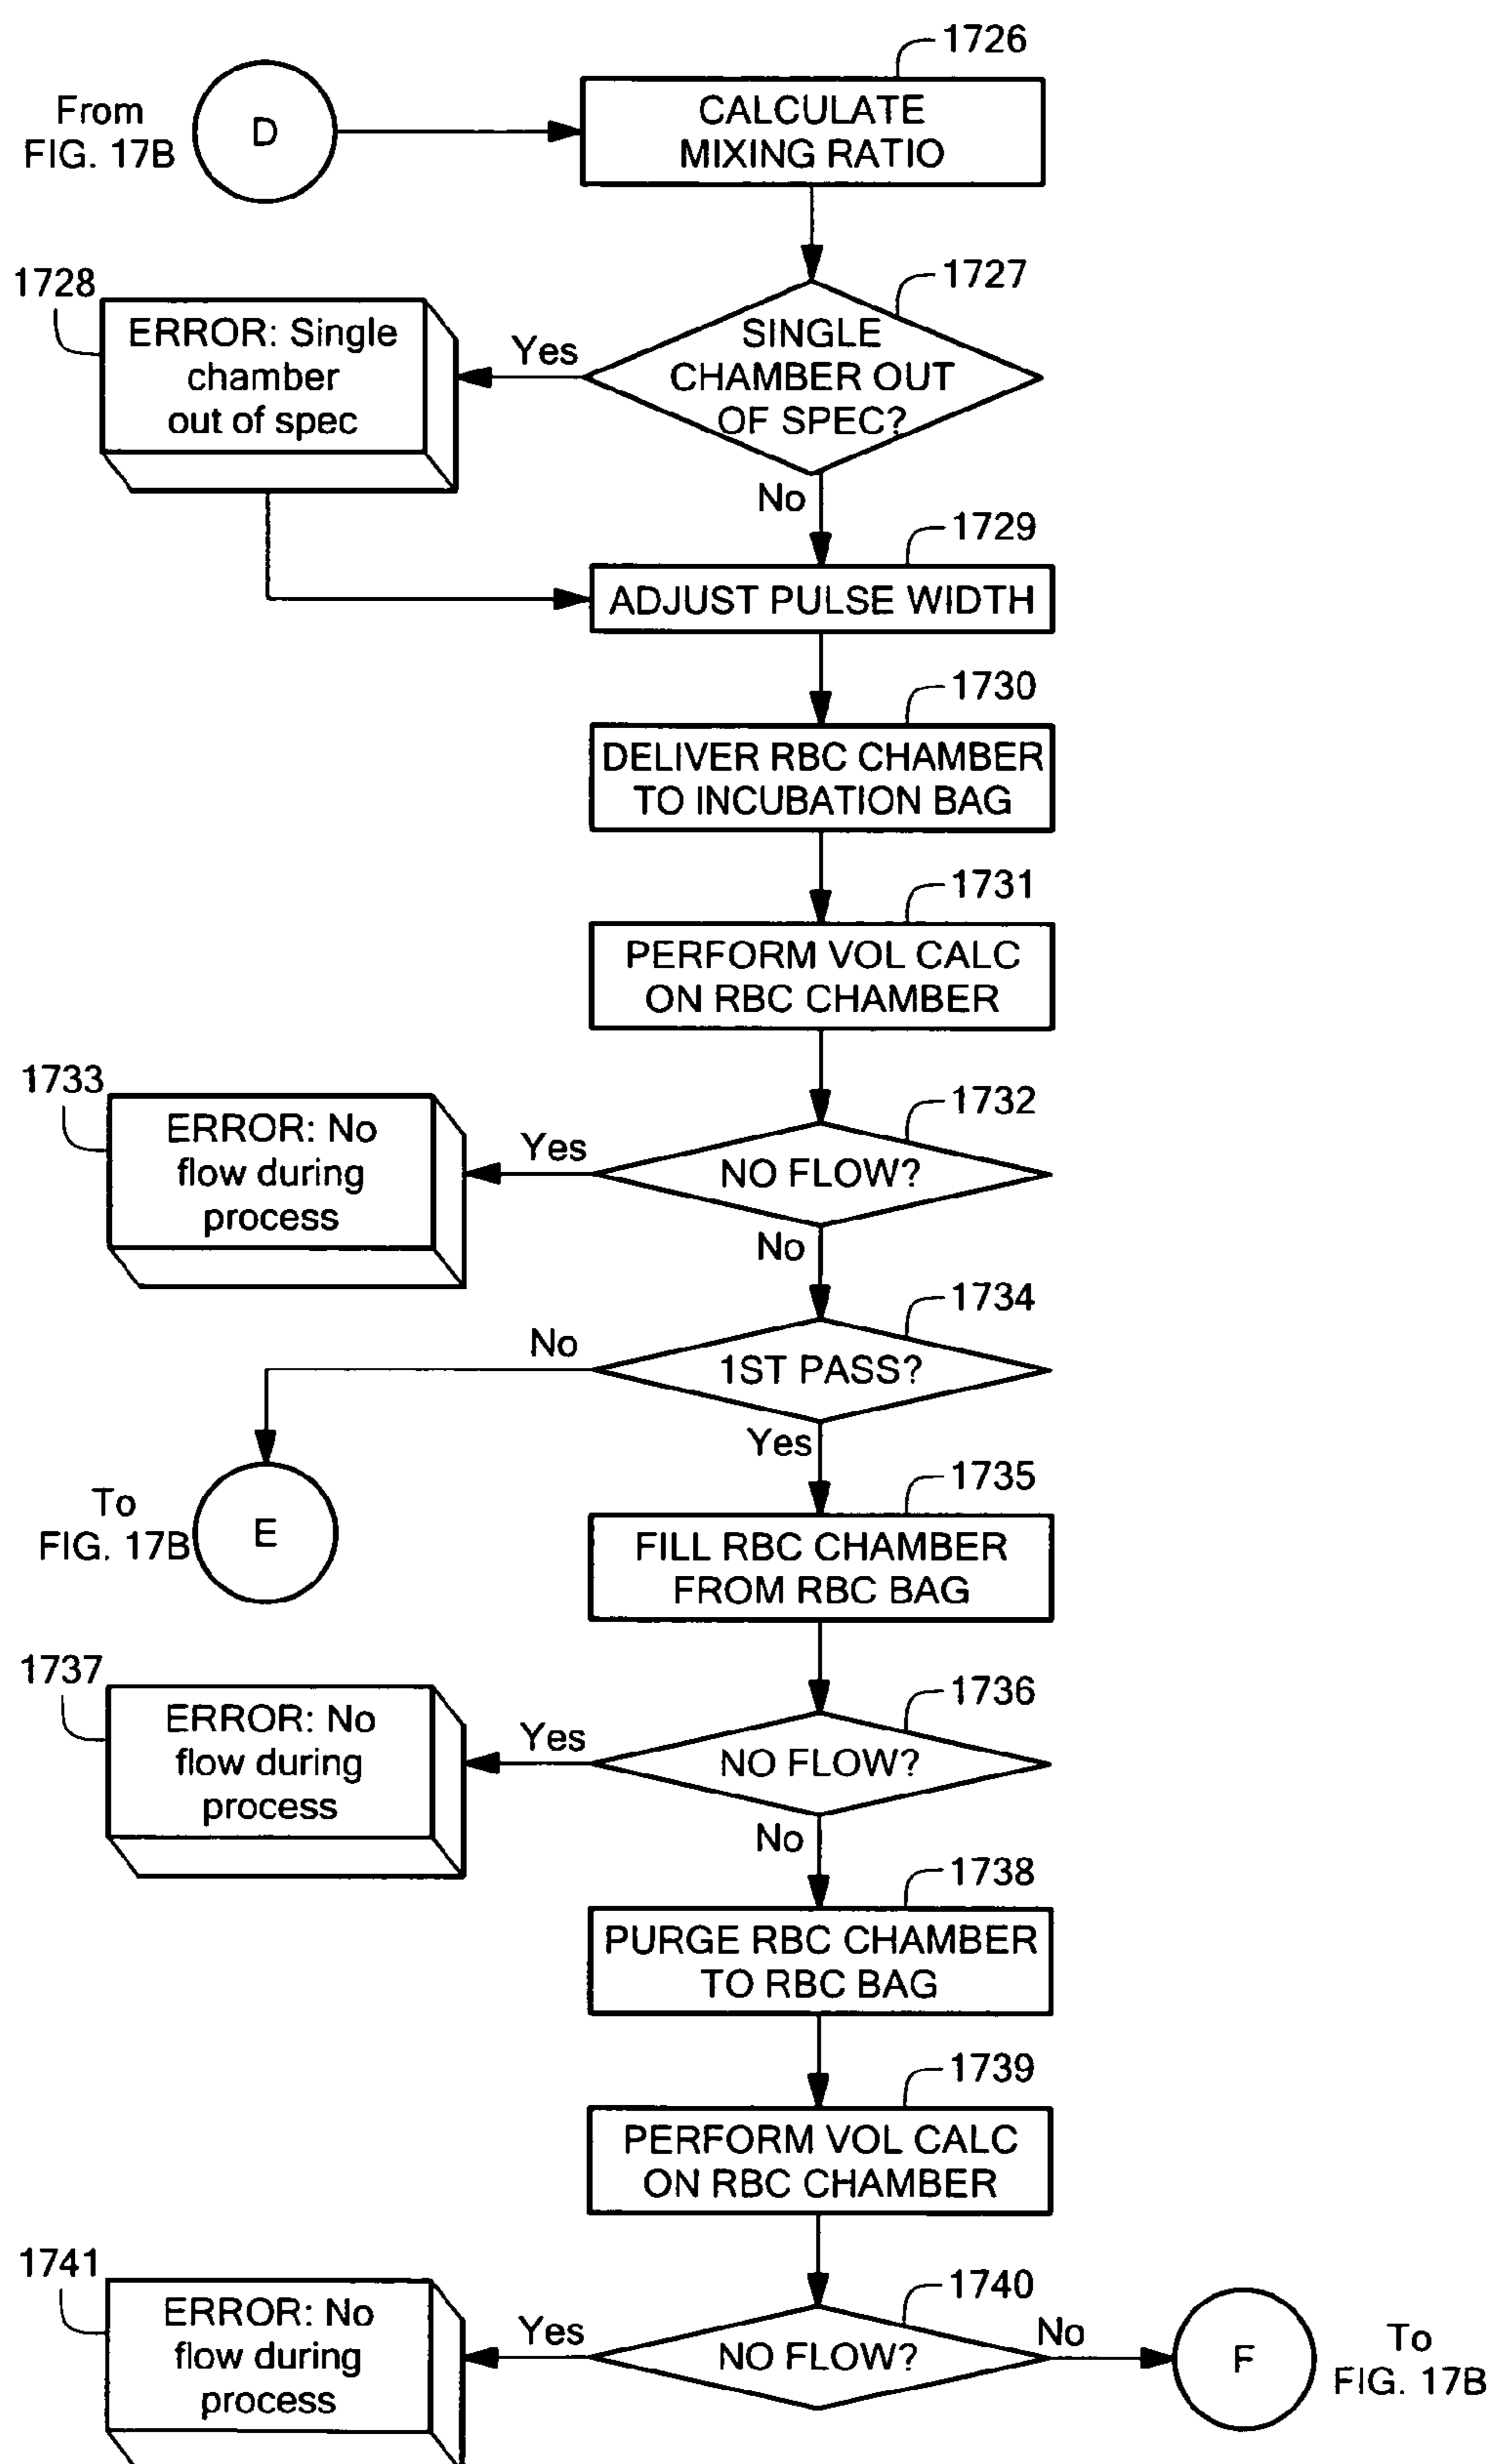 1726
From
FIG. 17B
D
CALCULATE
MIXING RATIO
1727
1728
ERROR: Single
chamber
out of spec
Yes
SINGLE
CHAMBER OUT
OF SPEC?
No
1729
ADJUST PULSE WIDTH
1730
DELIVER RBC CHAMBER
TO INCUBATION BAG
1731
PERFORM VOL CALC
ON RBC CHAMBER
1733
ERROR: No
flow during
process
1732
Yes
NO FLOW?
No
1734
No
1ST PASS?
Yes
To
FIG. 17B
E
1735
FILL RBC CHAMBER
FROM RBC BAG
1737
ERROR: No
flow during
process
1736
Yes
NO FLOW?
No
1738
PURGE RBC CHAMBER
TO RBC BAG
1739
PERFORM VOL CALC
ON RBC CHAMBER
1741
ERROR: No
flow during
process
1740
Yes
NO FLOW?
No
F
To
FIG. 17B